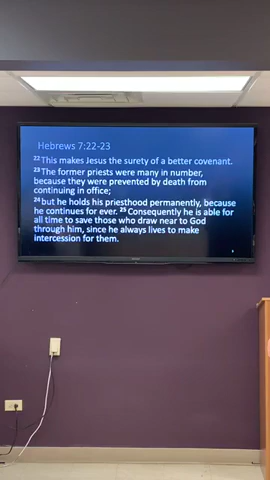 Hebrews 7:22-23
22 This makes Jesus the surety of a better covenant.
23 The former priests were many in number,
because they were prevented by death from
continuing in office;
24 but he holds his priesthood permanently, because
he continues for ever. 25 Consequently he is able for
all time to save those who draw near to God
through him, since he always lives to make
intercession for them.